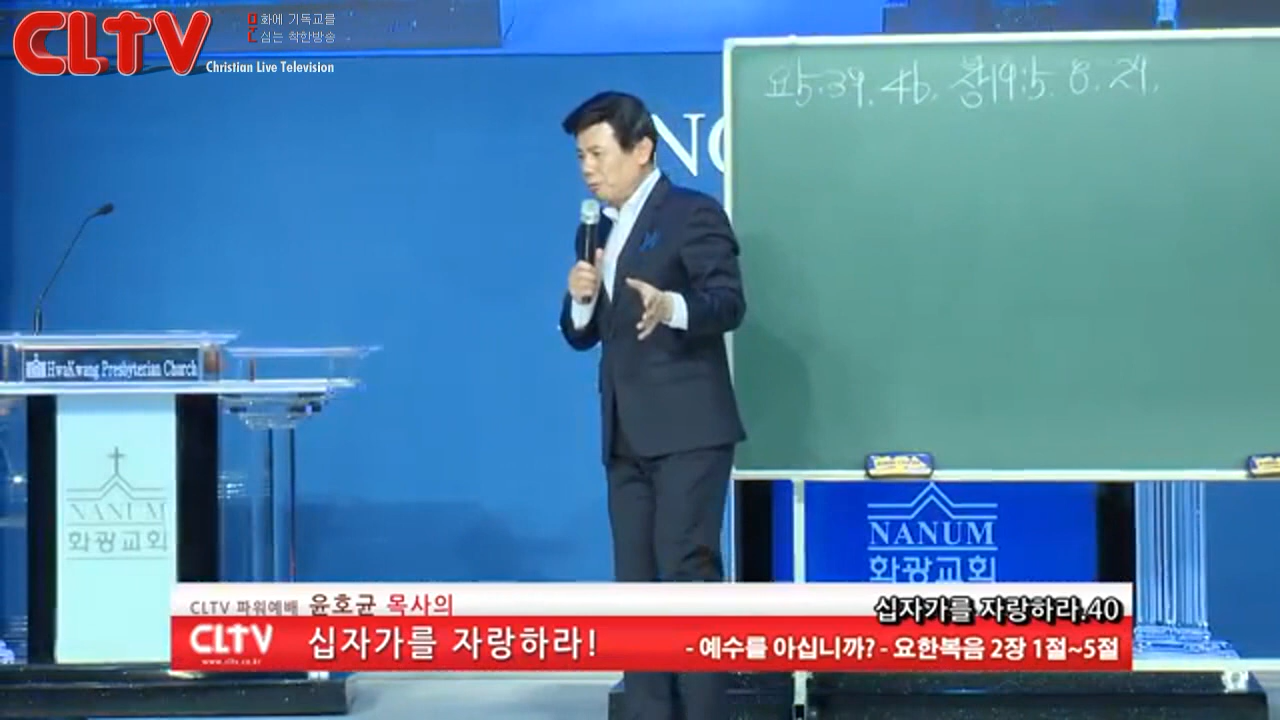 CLTV
문화에 기독교를
심는 착한방송
Christian Live Television
NO
요5:39. 46. 창19:5. 8. 24.
HwaKwang Presbyterian Church
NANUM
화광교회
NANUM
화광교회
CLTV 파워예배 윤호균 목사의
십자가를 자랑하라.40
CLTV
www.cltv.co.kr
십자가를 자랑하라!
- 예수를 아십니까? - 요한복음 2장 1절~5절